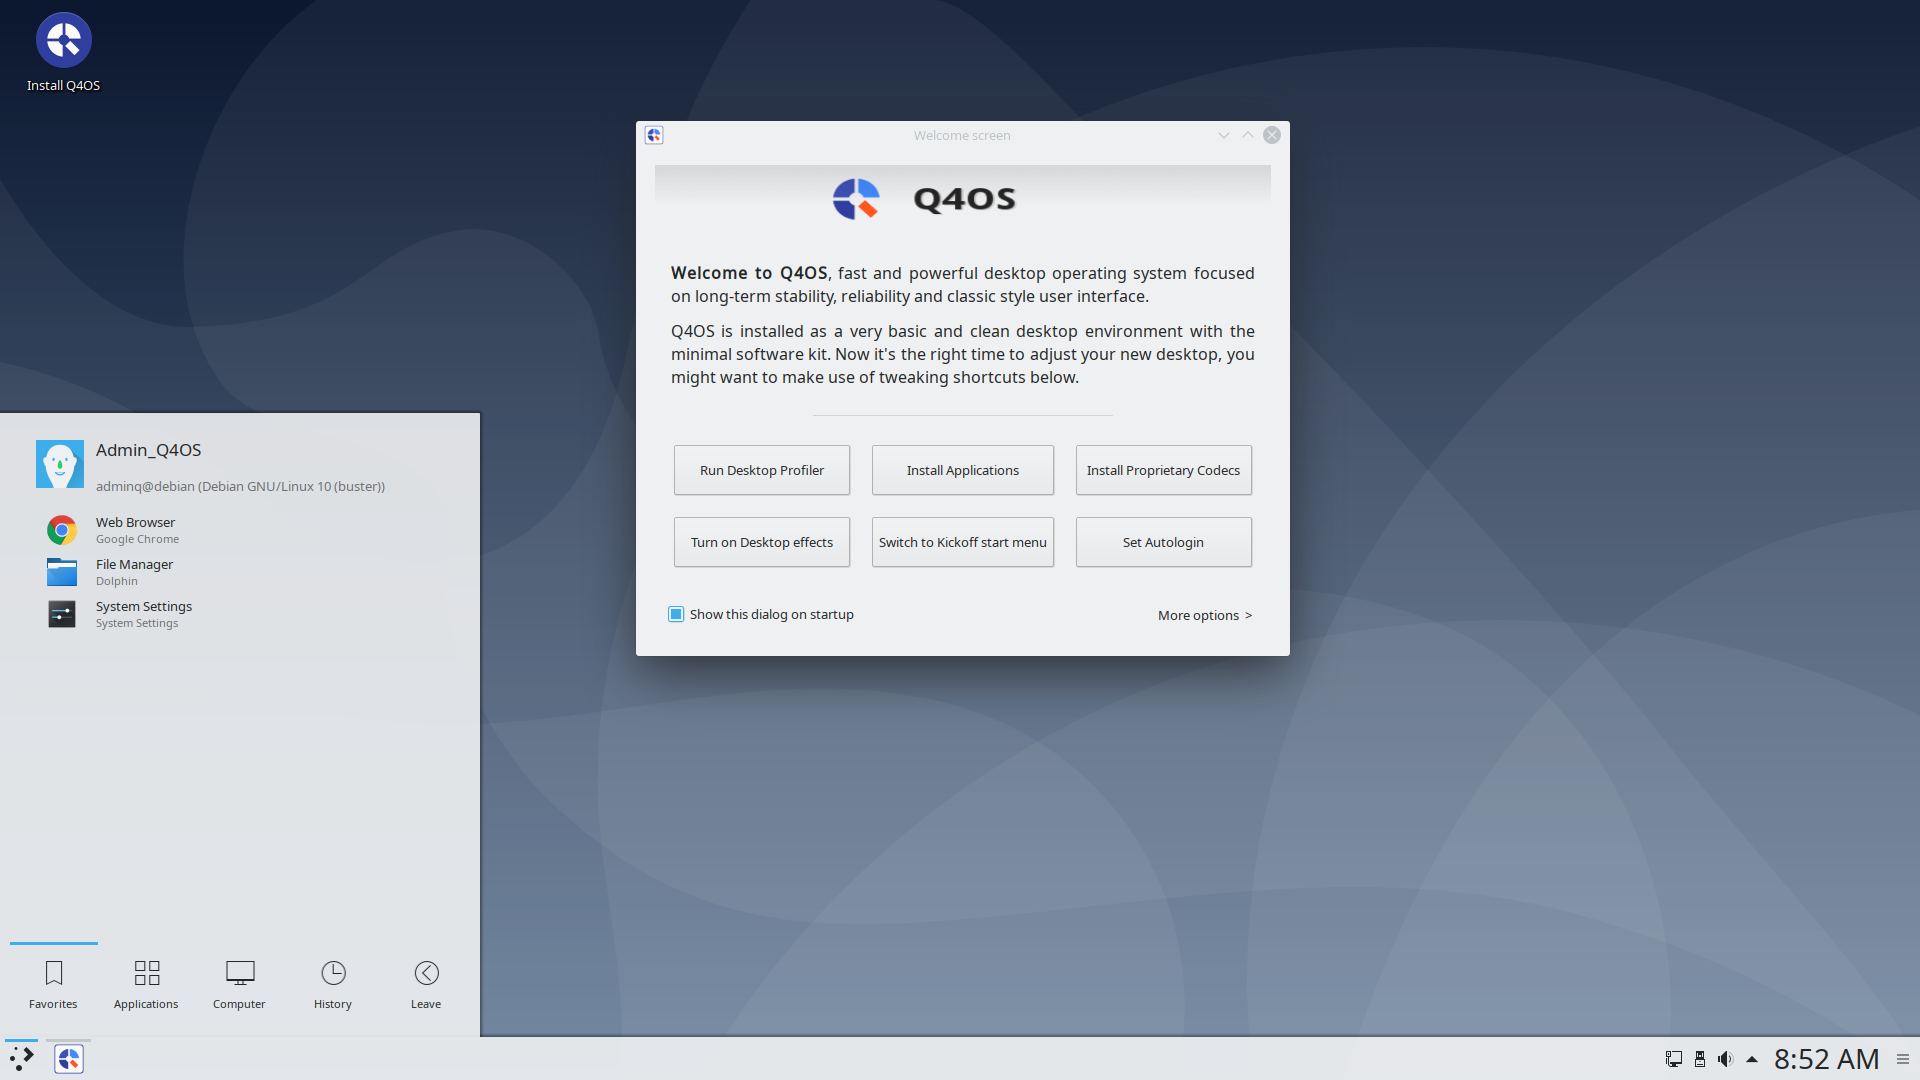 Install Q4OS
Welcome screen
Q4OS
Welcome to Q4OS, fast and powerful desktop operating system focused
on long-term stability, reliability and classic style user interface.
Q4OS is installed as a very basic and clean desktop environment with the
minimal software kit. Now it's the right time to adjust your new desktop, you
might want to make use of tweaking shortcuts below.
Run Desktop Profiler
Install Applications
Install Proprietary Codecs
Turn on Desktop effects
Switch to Kickoff start menu
Set Autologin
Show this dialog on startup
More options >
Admin_Q4OS
adminq@debian (Debian GNU/Linux 10 (buster))
Web Browser
Google Chrome
File Manager
Dolphin
System Settings
System Settings
Favorites
Applications
Computer
History
Leave
8:52 AM